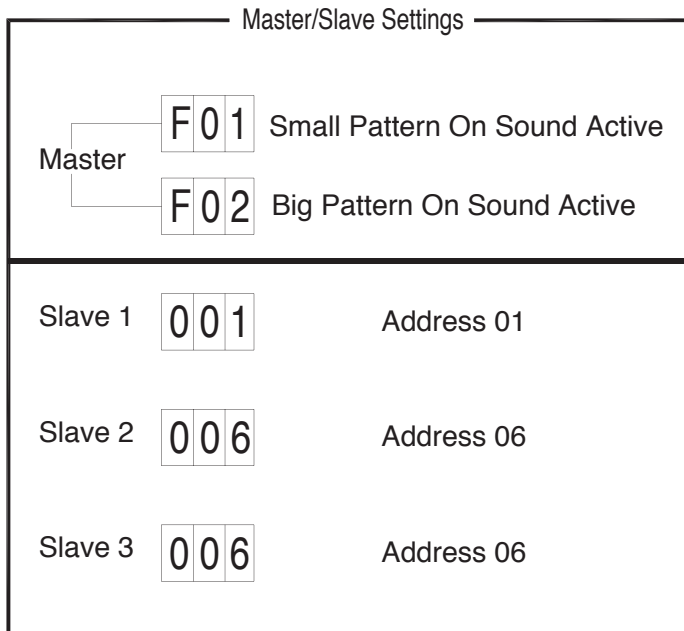 Master/Slave Settings
F01 Small Pattern On Sound Active
Master
F02 Big Pattern On Sound Active
Slave 1 001 Address 01
Slave 2 006 Address 06
Slave 3 006 Address 06